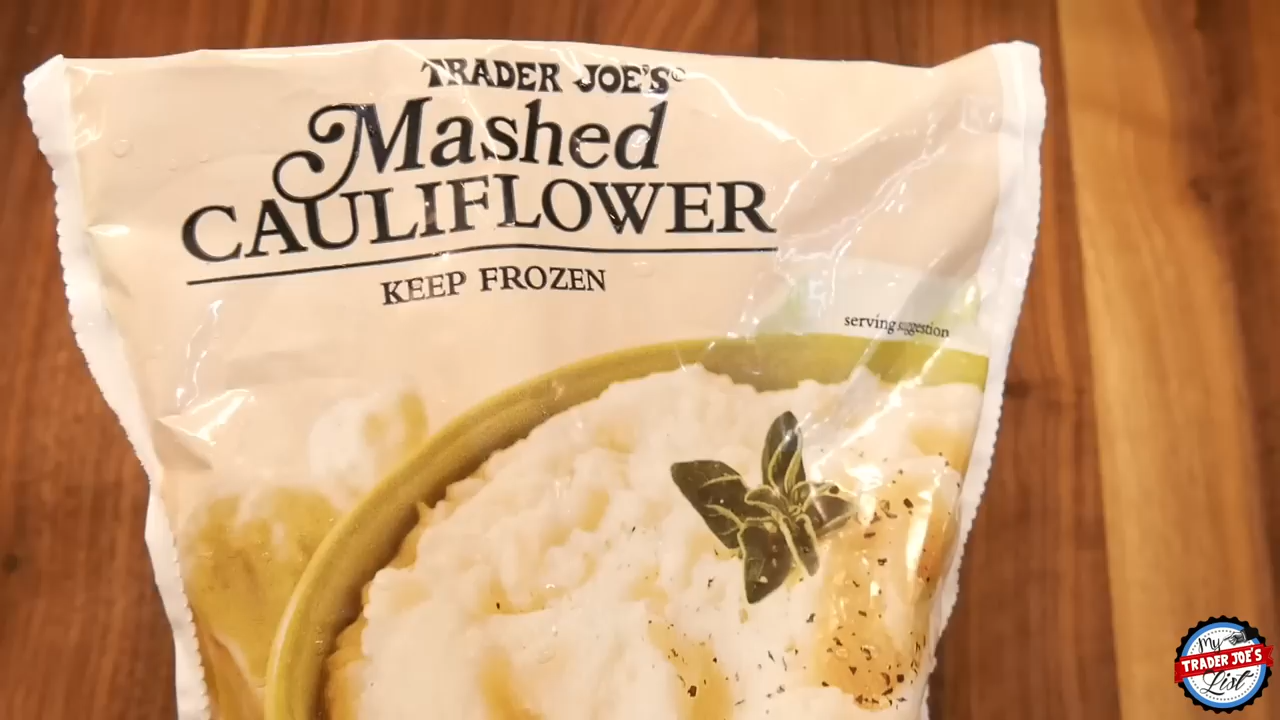 TRADER JOE'S®
Mashed
CAULIFLOWER
KEEP FROZEN
serving suggestion
My
TRADER JOE'S
List